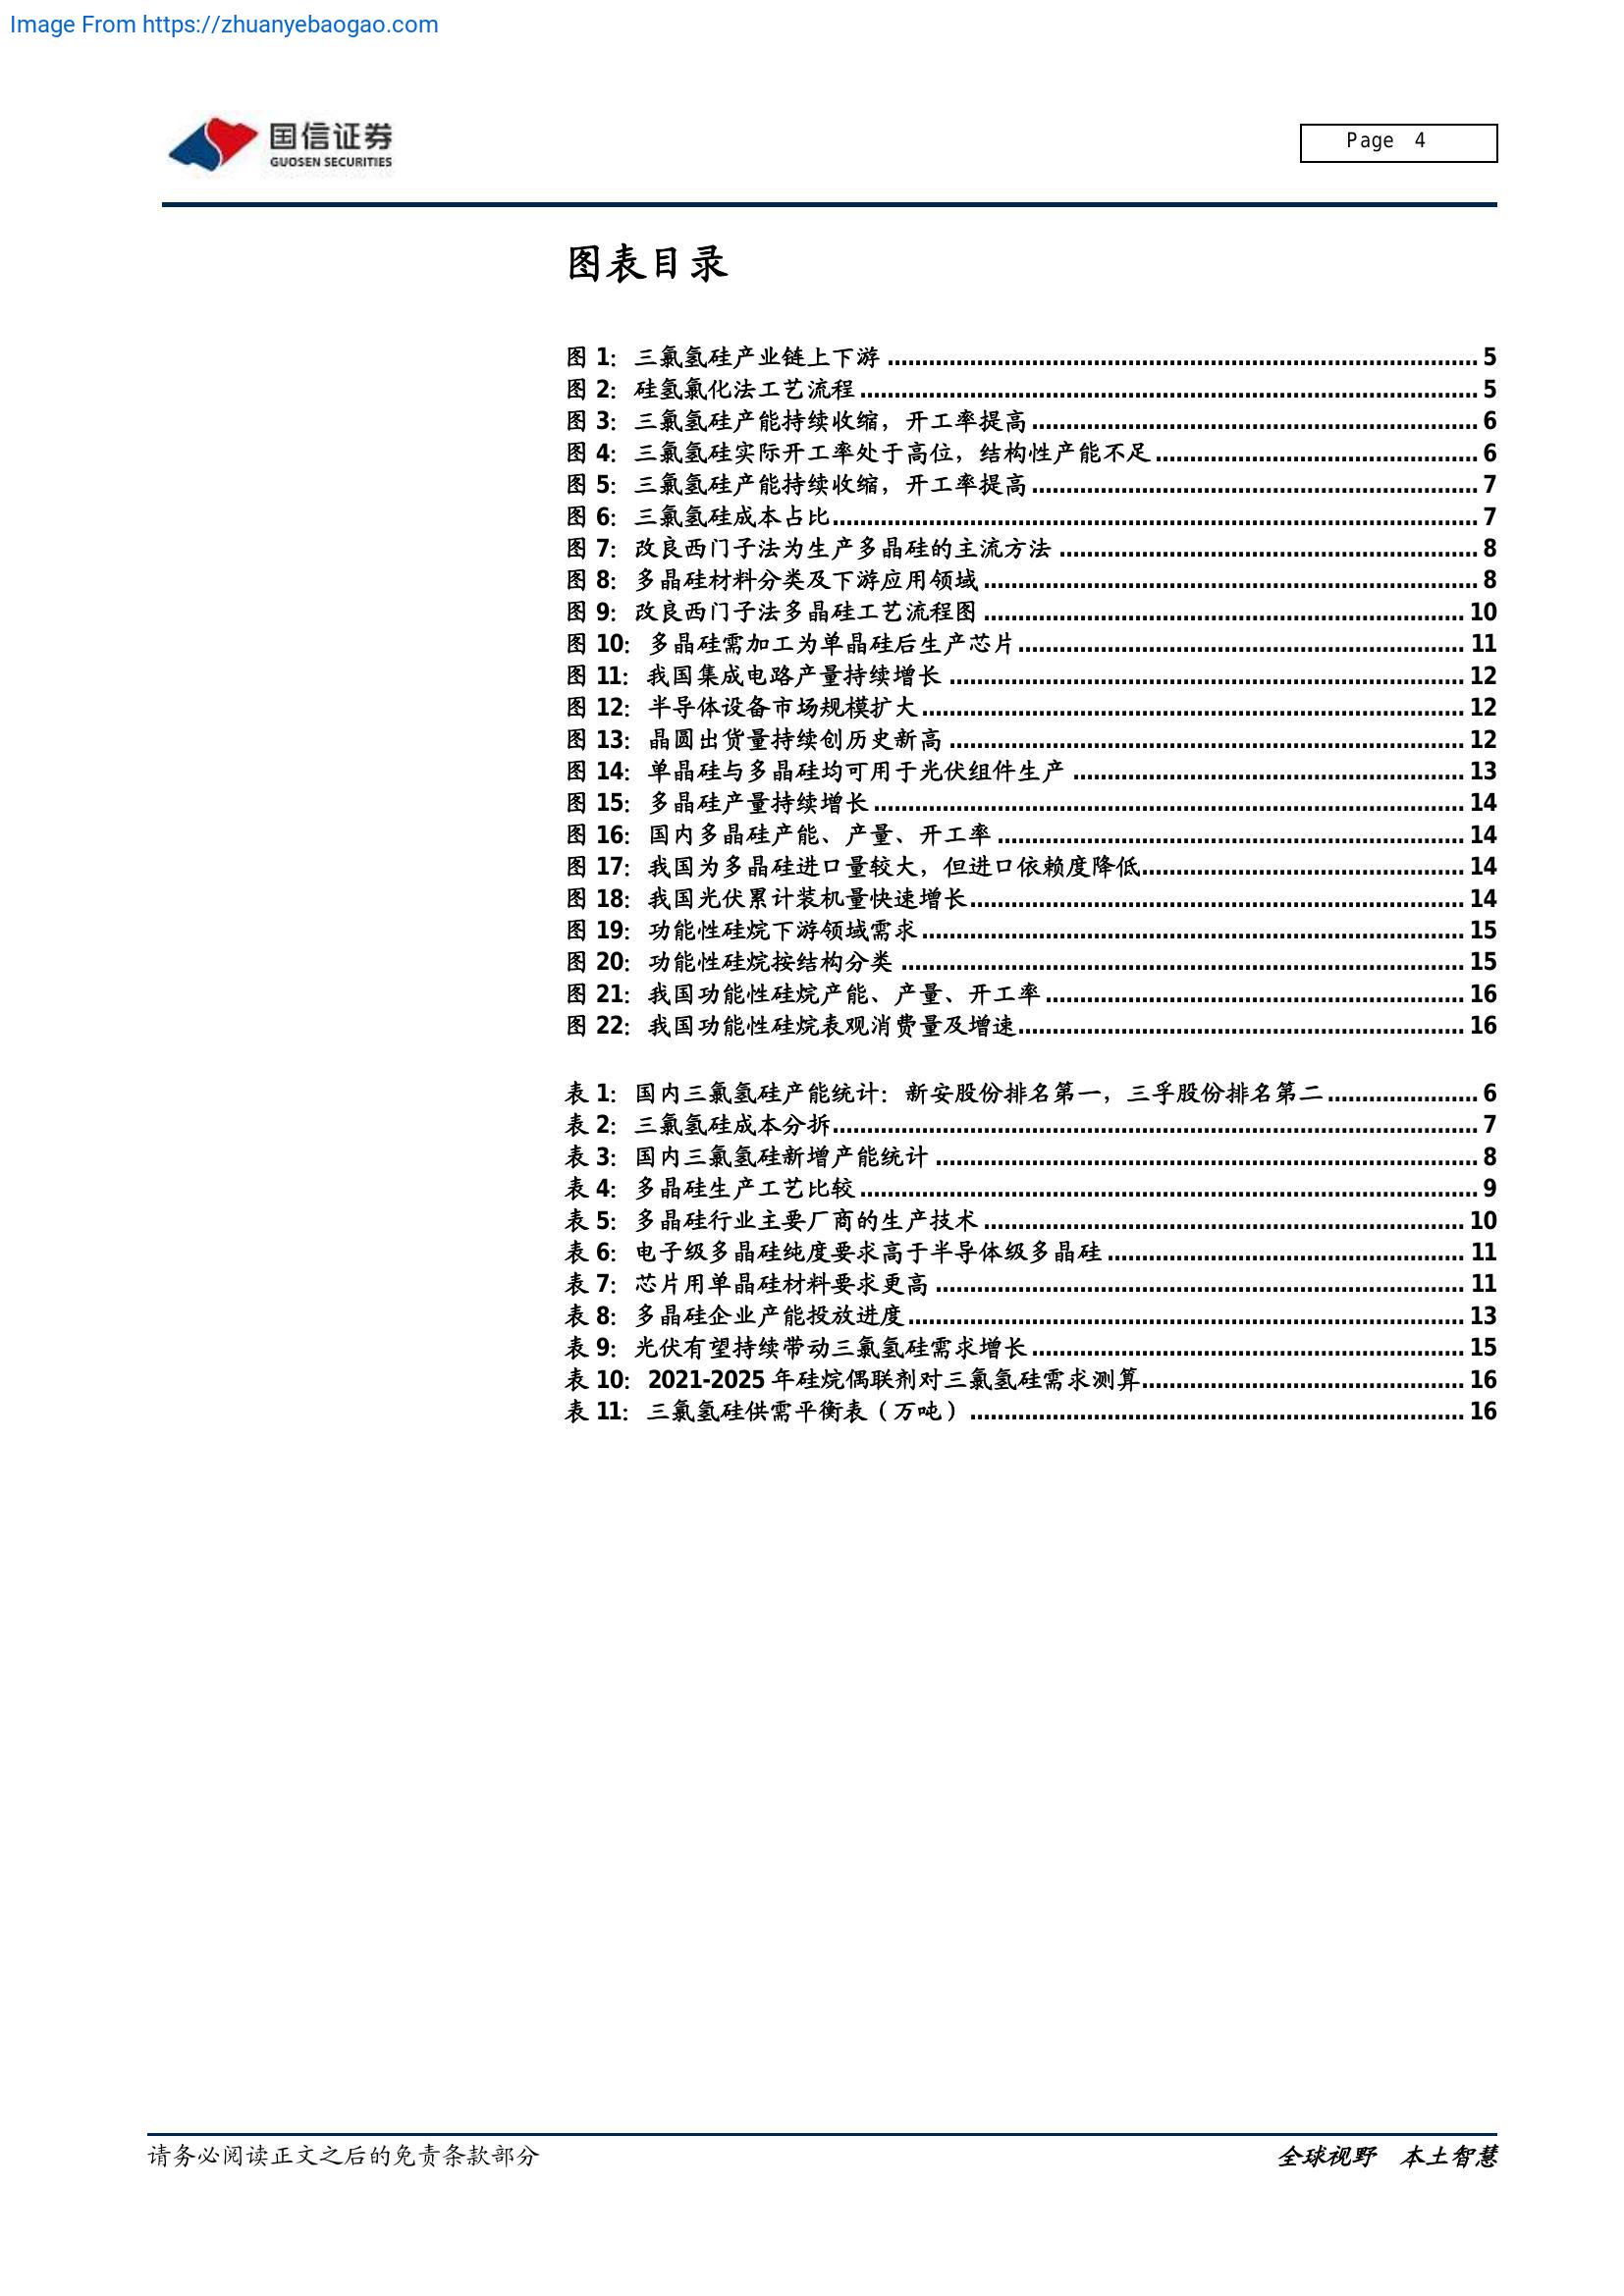 Image From https://zhuanyebaogao.com
国信证券
GUOSEN SECURITIES
Page 4
图表目录
图 1：三氯氢硅产业链上下游 5
图 2：硅氢氯化法工艺流程 5
图 3：三氯氢硅产能持续收缩，开工率提高 6
图 4：三氯氢硅实际开工率处于高位，结构性产能不足 6
图 5：三氯氢硅产能持续收缩，开工率提高 7
图 6：三氯氢硅成本占比 7
图 7：改良西门子法为生产多晶硅的主流方法 8
图 8：多晶硅材料分类及下游应用领域 8
图 9：改良西门子法多晶硅工艺流程图 10
图 10：多晶硅需加工为单晶硅后生产芯片 11
图 11：我国集成电路产量持续增长 12
图 12：半导体设备市场规模扩大 12
图 13：晶圆出货量持续创历史新高 12
图 14：单晶硅与多晶硅均可用于光伏组件生产 13
图 15：多晶硅产量持续增长 14
图 16：国内多晶硅产能、产量、开工率 14
图 17：我国为多晶硅进口量较大，但进口依赖度降低 14
图 18：我国光伏累计装机量快速增长 14
图 19：功能性硅烷下游领域需求 15
图 20：功能性硅烷按结构分类 15
图 21：我国功能性硅烷产能、产量、开工率 16
图 22：我国功能性硅烷表观消费量及增速 16
表 1：国内三氯氢硅产能统计：新安股份排名第一，三孚股份排名第二 6
表 2：三氯氢硅成本分拆 7
表 3：国内三氯氢硅新增产能统计 8
表 4：多晶硅生产工艺比较 9
表 5：多晶硅行业主要厂商的生产技术 10
表 6：电子级多晶硅纯度要求高于半导体级多晶硅 11
表 7：芯片用单晶硅材料要求更高 11
表 8：多晶硅企业产能投放进度 13
表 9：光伏有望持续带动三氯氢硅需求增长 15
表 10：2021-2025 年硅烷偶联剂对三氯氢硅需求测算 16
表 11：三氯氢硅供需平衡表（万吨） 16
请务必阅读正文之后的免责条款部分
全球视野 本土智慧